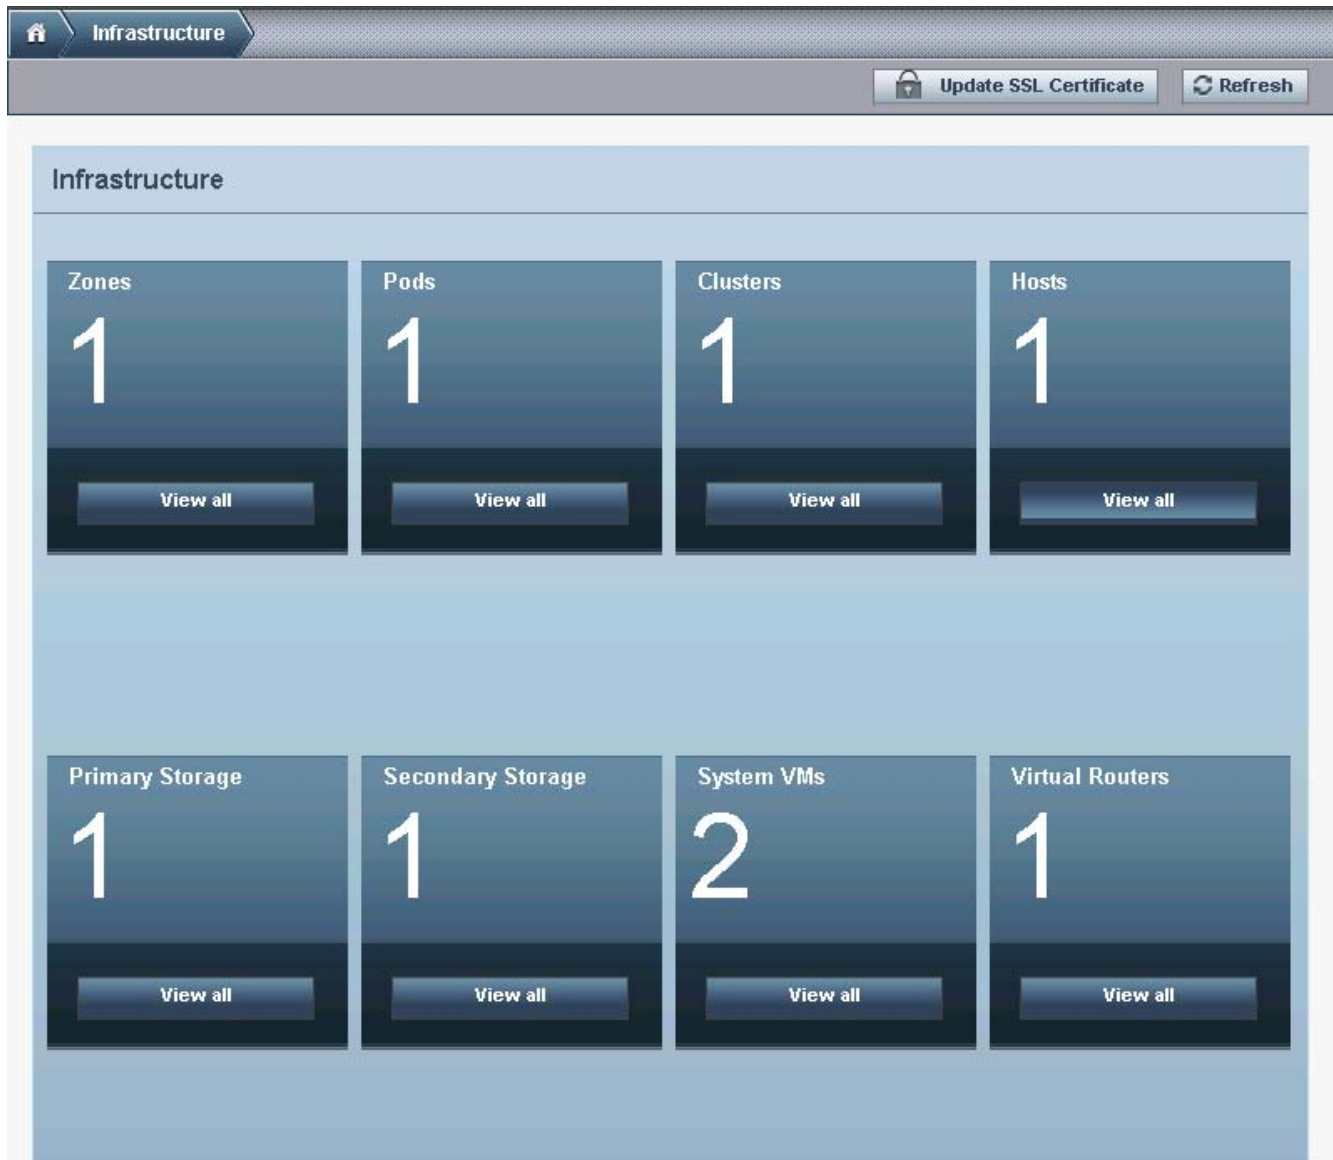 Infrastructure
Update SSL Certificate
Refresh
Infrastructure
Zones
1
View all
Pods
1
View all
Clusters
1
View all
Hosts
1
View all
Primary Storage
1
View all
Secondary Storage
1
View all
System VMs
2
View all
Virtual Routers
1
View all